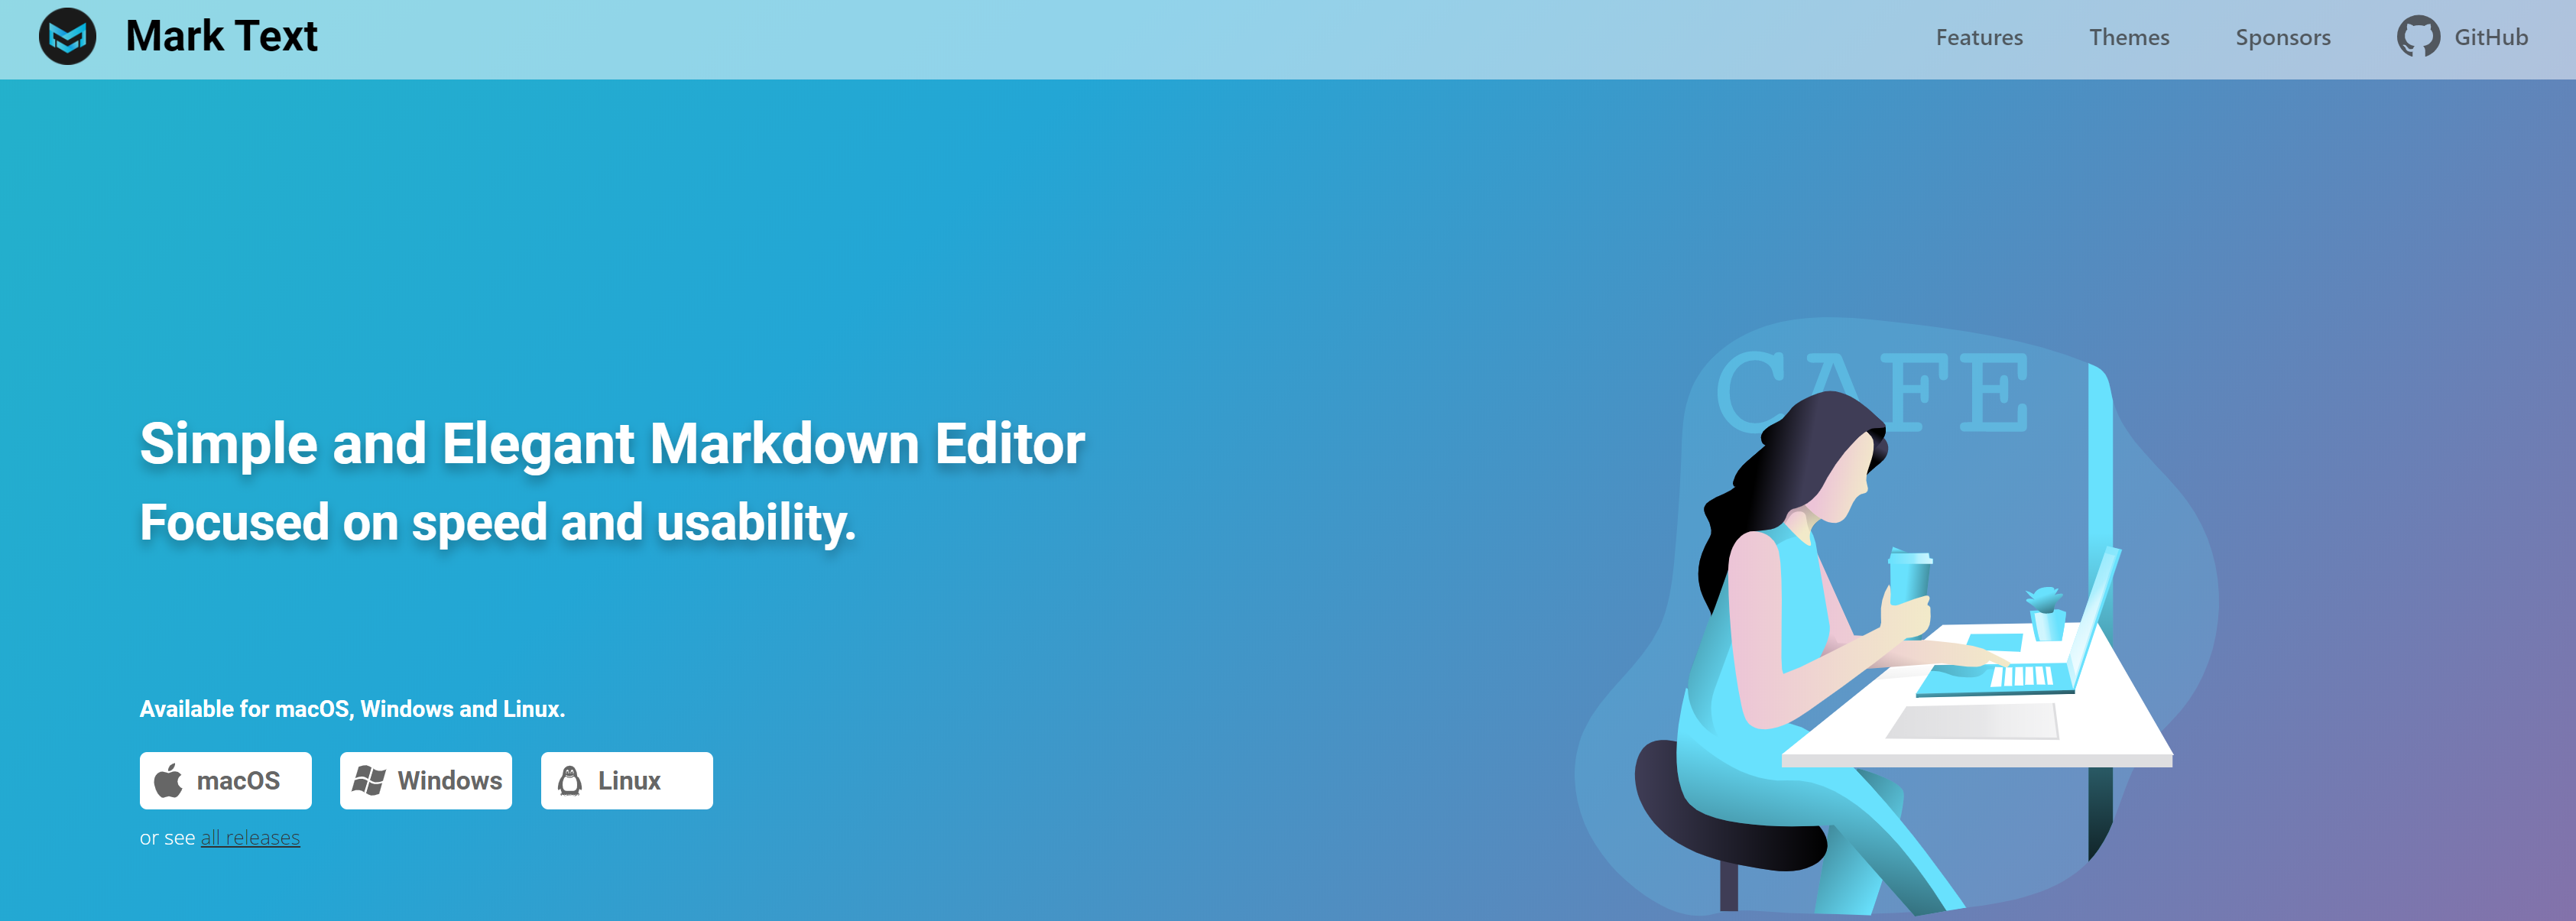 Mark Text
Features Themes Sponsors GitHub
CAFE
Simple and Elegant Markdown Editor
Focused on speed and usability.
Available for macOS, Windows and Linux.
macOS Windows Linux
or see all releases